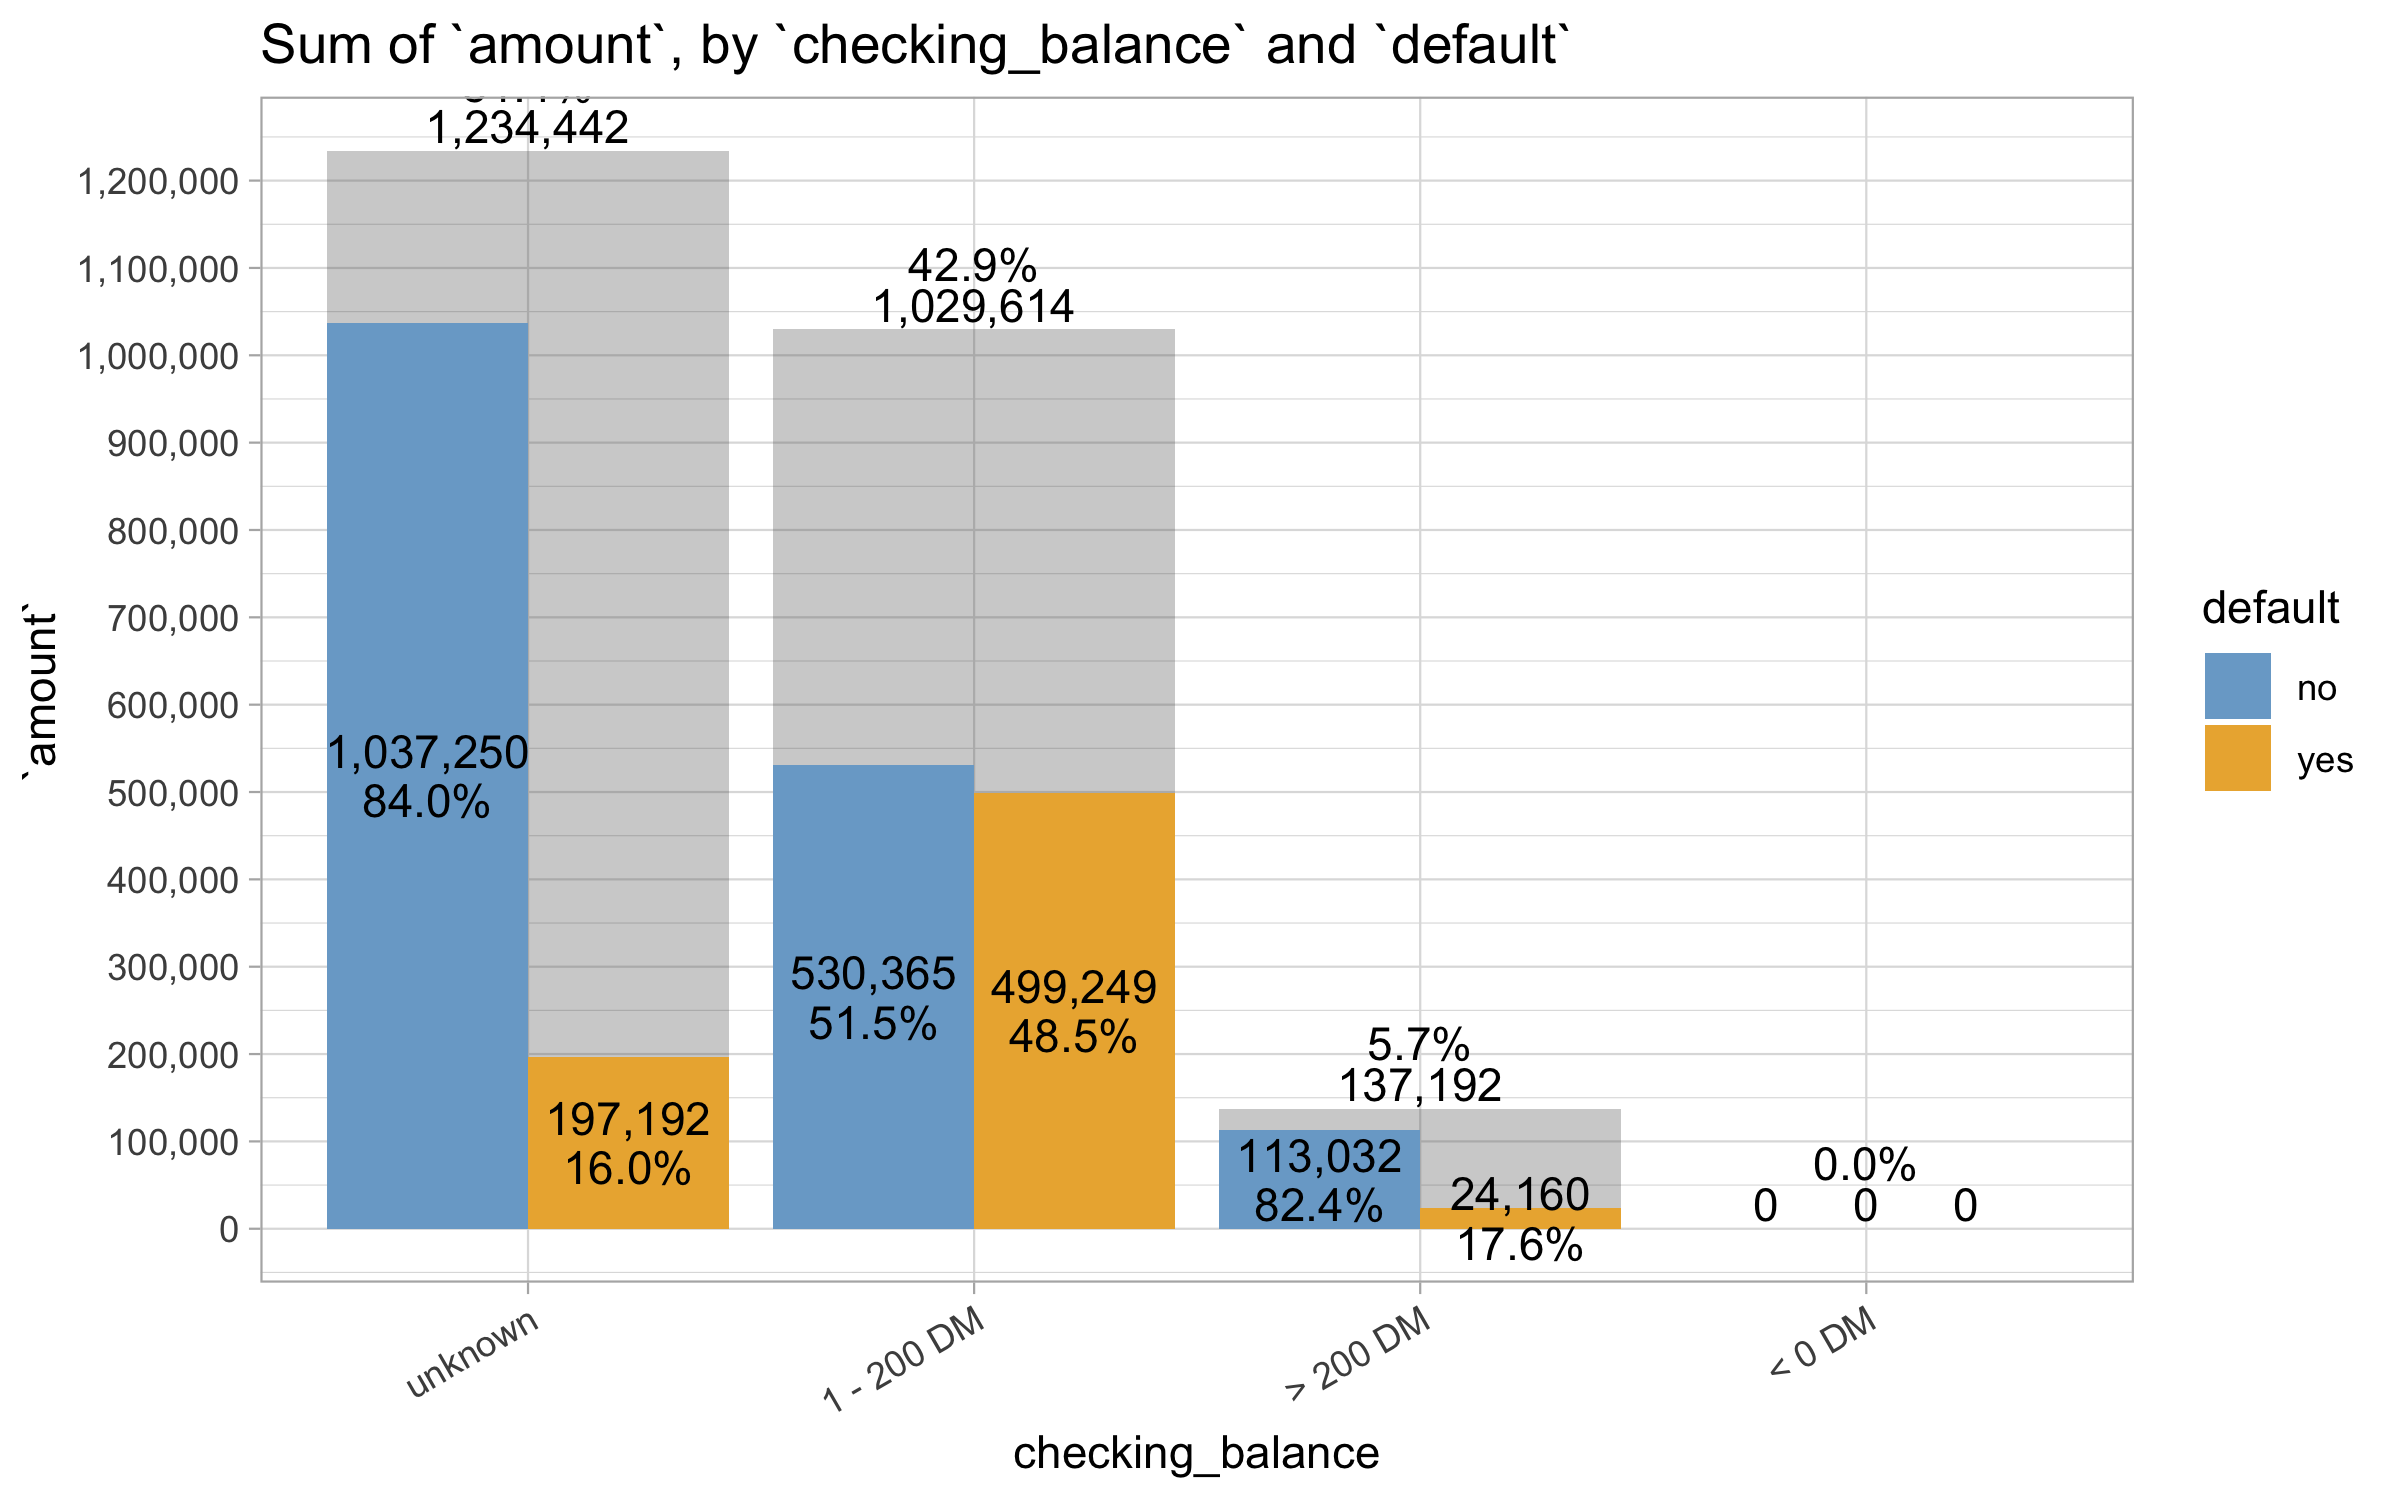 Sum of `amount`, by `checking_balance` and `default`
1,234,442
1,200,000
1,100,000
1,000,000
900,000
800,000
700,000
600,000
500,000
400,000
300,000
200,000
100,000
0
`amount`
1,037,250
84.0%
197,192
16.0%
42.9%
1,029,614
530,365
51.5%
499,249
48.5%
5.7%
137,192
113,032
82.4%
24,160
17.6%
0.0%
0 0 0
unknown
1 - 200 DM
> 200 DM
< 0 DM
checking_balance
default
no
yes